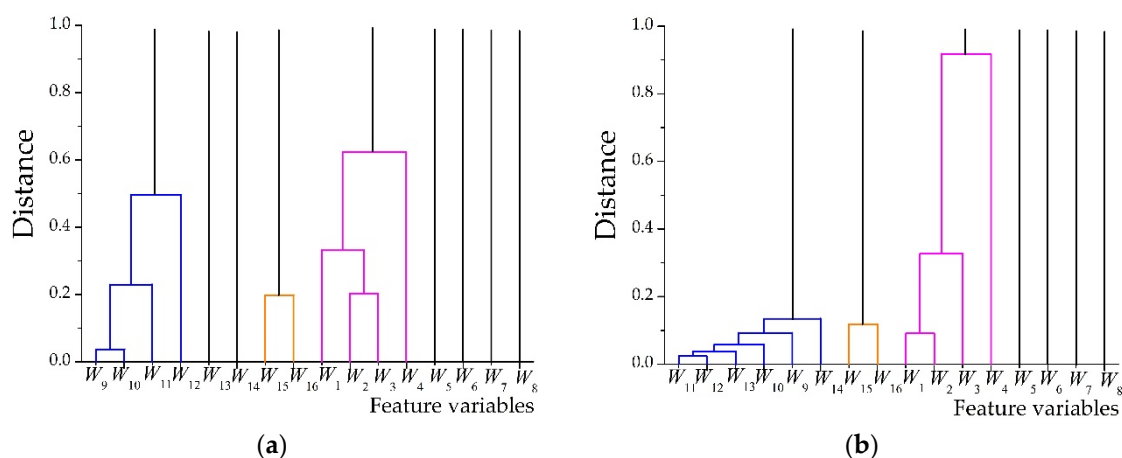 1.0
0.8
0.6
0.4
0.2
0.0
Distance
W9 W10 W11 W12 W13 W14 W15 W16 W1 W2 W3 W4 W5 W6 W7 W8
Feature variables
(a)
1.0
0.8
0.6
0.4
0.2
0.0
Distance
W11 W12 W13 W10 W9 W14 W15 W16 W1 W2 W3 W4 W5 W6 W7 W8
Feature variables
(b)